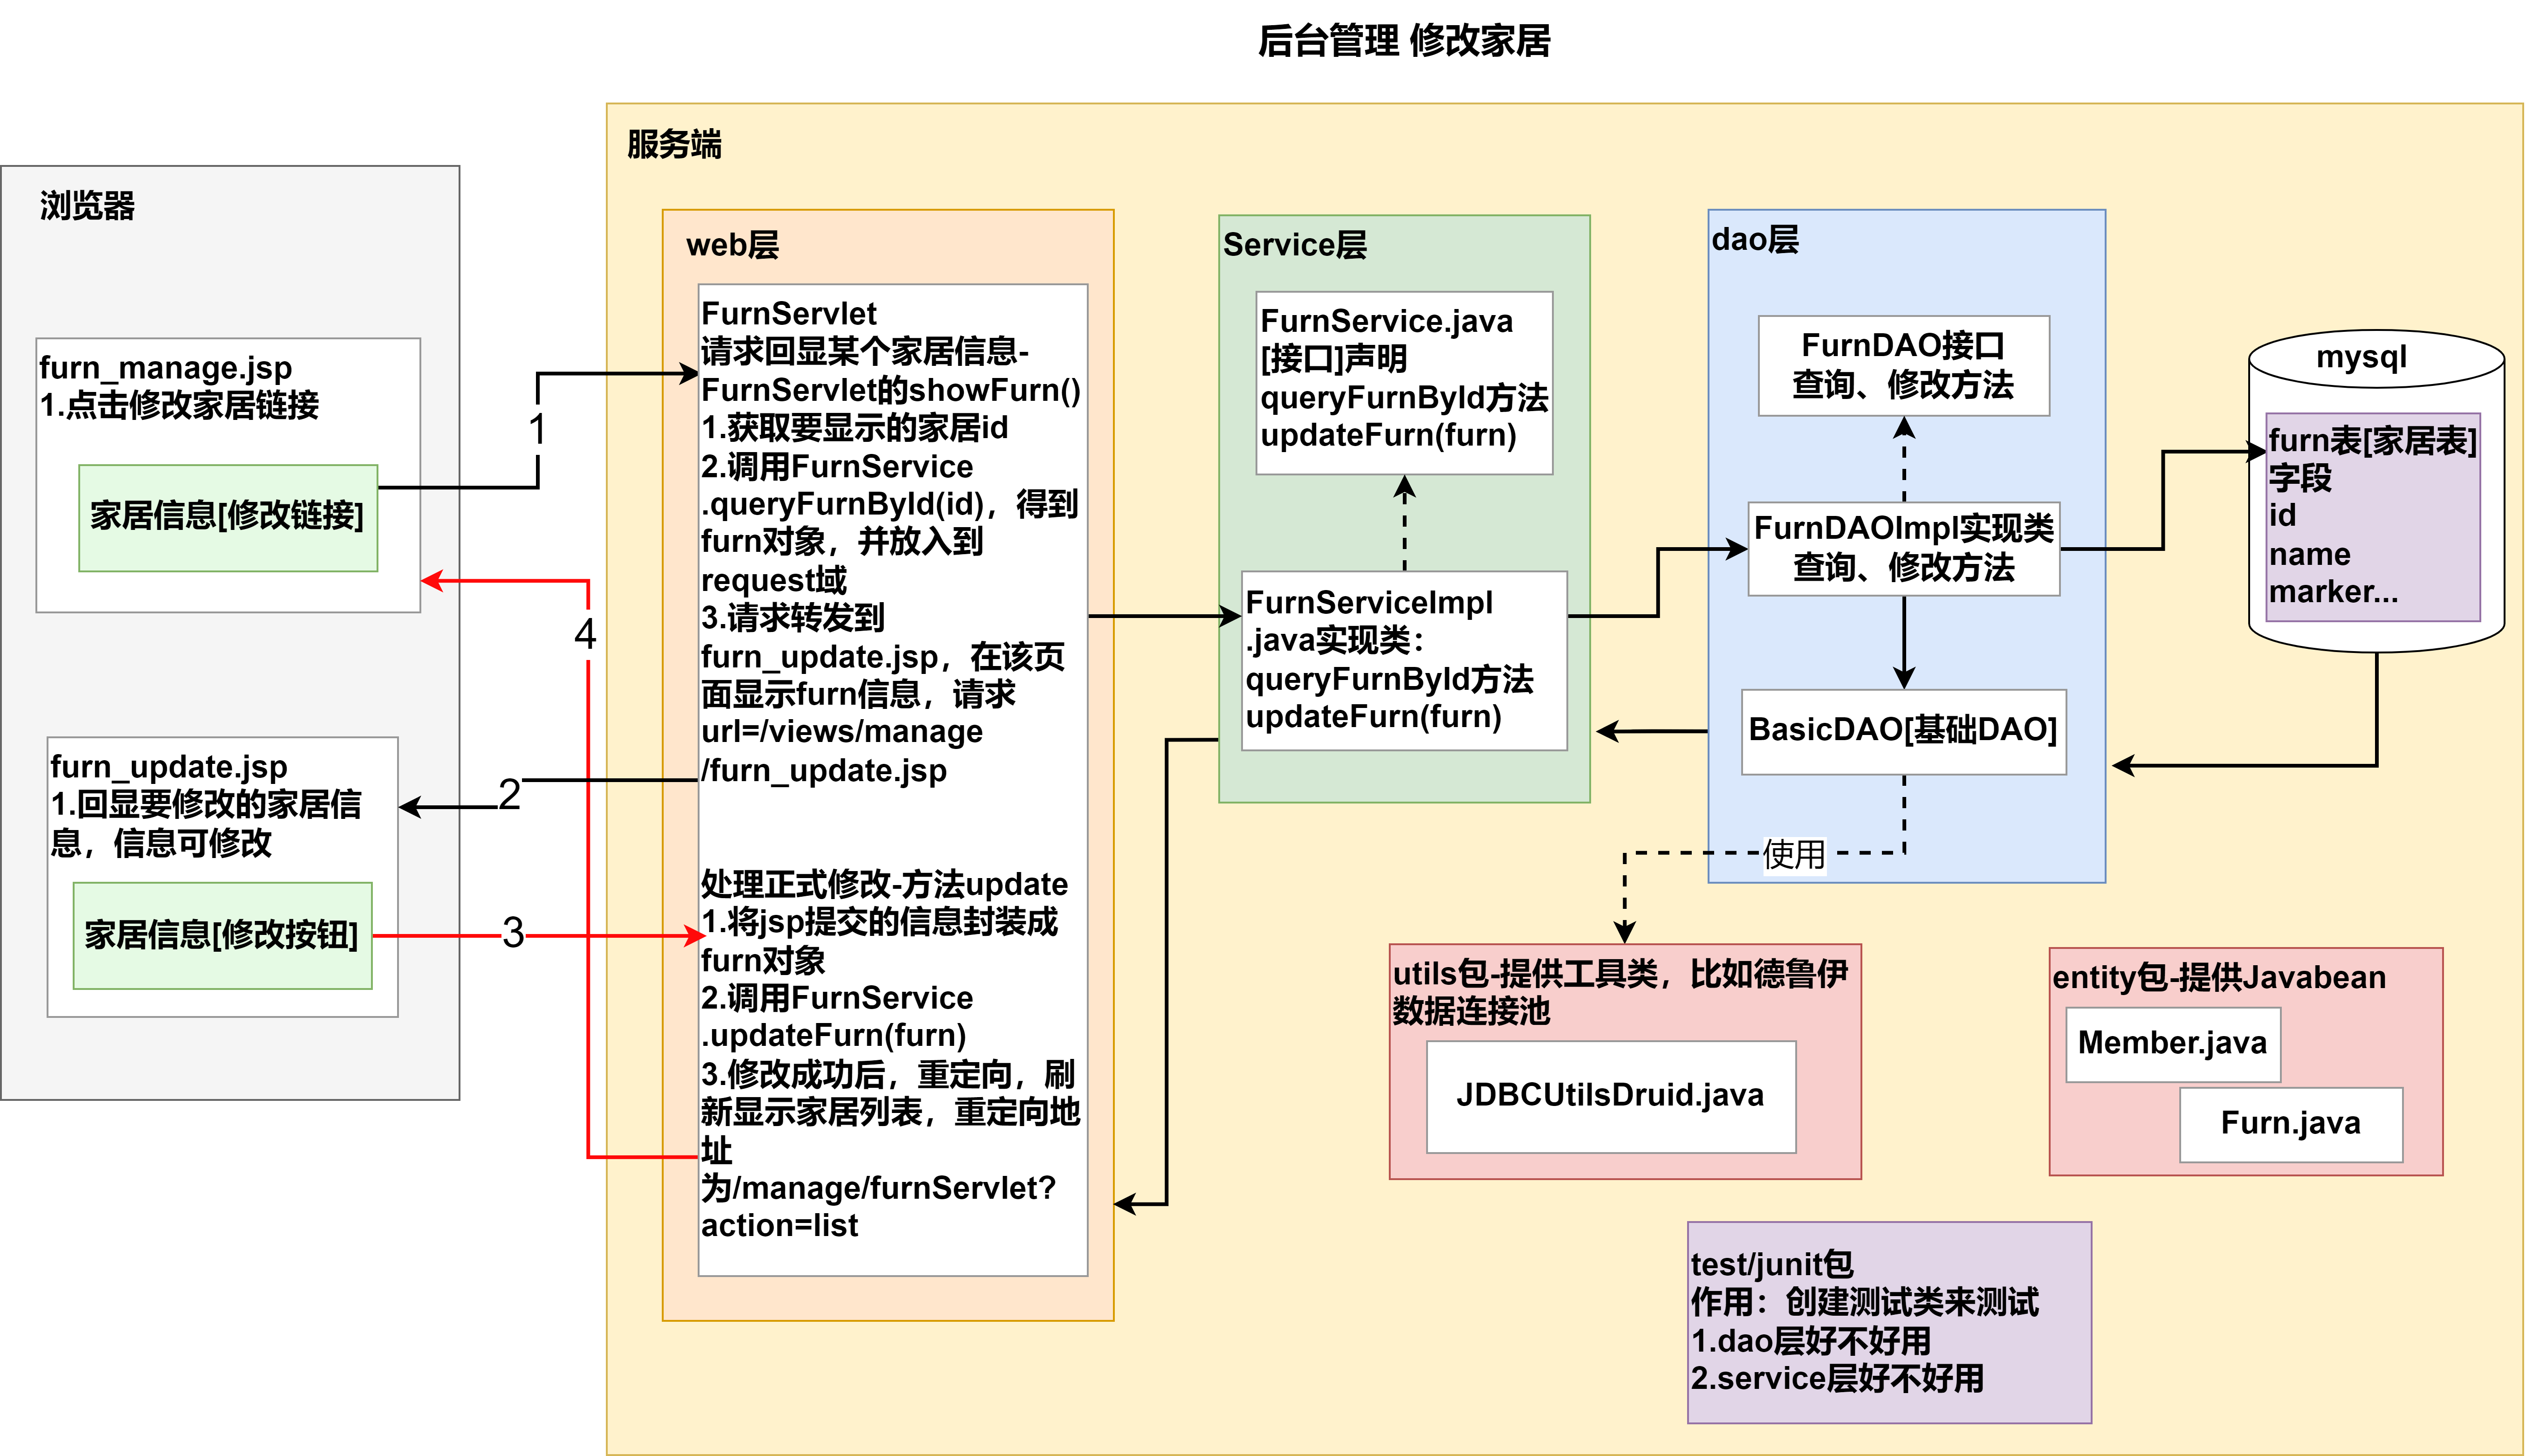 后台管理 修改家居
服务端
浏览器
furn_manage.jsp
1.点击修改家居链接
家居信息[修改链接]
furn_update.jsp
1.回显要修改的家居信
息，信息可修改
家居信息[修改按钮]
1
4
2
3
web层
FurnServlet
请求回显某个家居信息-
FurnServlet的showFurn()
1.获取要显示的家居id
2.调用FurnService
.queryFurnById(id)，得到
furn对象，并放入到
request域
3.请求转发到
furn_update.jsp，在该页
面显示furn信息，请求
url=/views/manage
/furn_update.jsp
处理正式修改-方法update
1.将jsp提交的信息封装成
furn对象
2.调用FurnService
.updateFurn(furn)
3.修改成功后，重定向，刷
新显示家居列表，重定向地
址
为/manage/furnServlet?
action=list
Service层
FurnService.java
[接口]声明
queryFurnById方法
updateFurn(furn)
FurnServiceImpl
.java实现类：
queryFurnById方法
updateFurn(furn)
dao层
FurnDAO接口
查询、修改方法
FurnDAOImpl实现类
查询、修改方法
BasicDAO[基础DAO]
使用
mysql
furn表[家居表]
字段
id
name
marker...
utils包-提供工具类，比如德鲁伊
数据连接池
JDBCUtilsDruid.java
entity包-提供Javabean
Member.java
Furn.java
test/junit包
作用：创建测试类来测试
1.dao层好不好用
2.service层好不好用